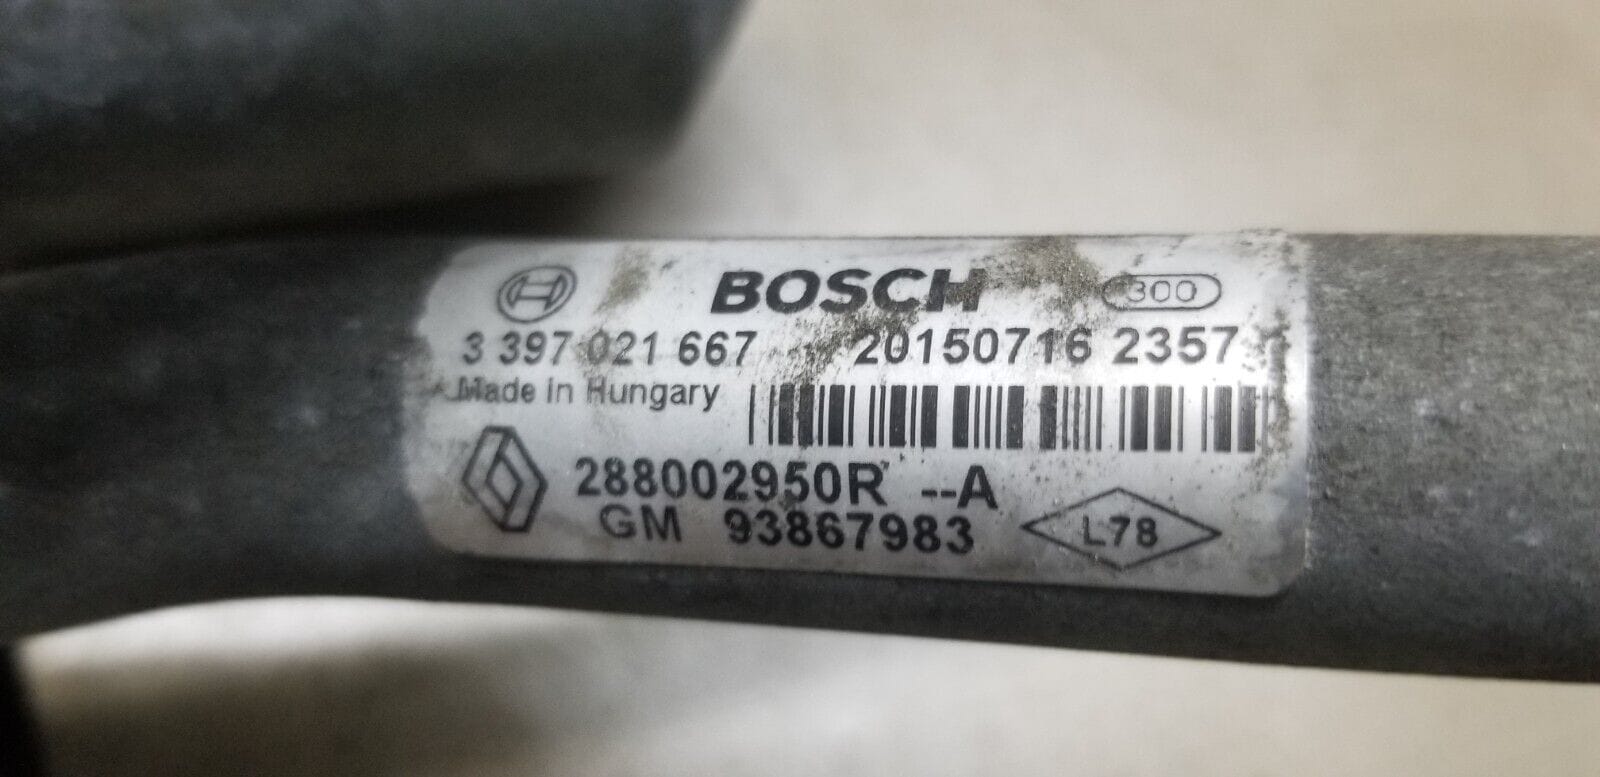 BOSCH 300
3 397 021 667 20150716 2357
Made in Hungary
288002950R --A
GM 93867983 L78